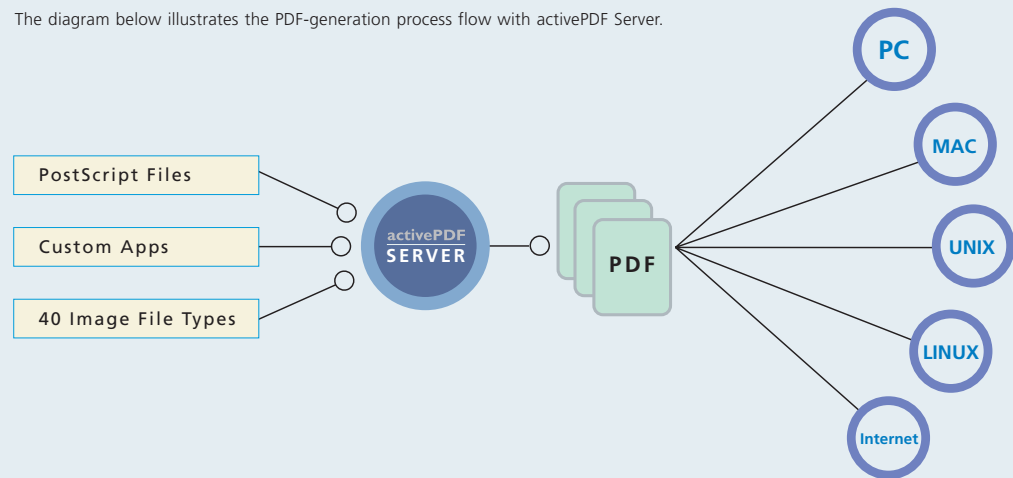 The diagram below illustrates the PDF-generation process flow with activePDF Server.
PostScript Files
Custom Apps
40 Image File Types
activePDF
SERVER
PDF
PC
MAC
UNIX
LINUX
Internet